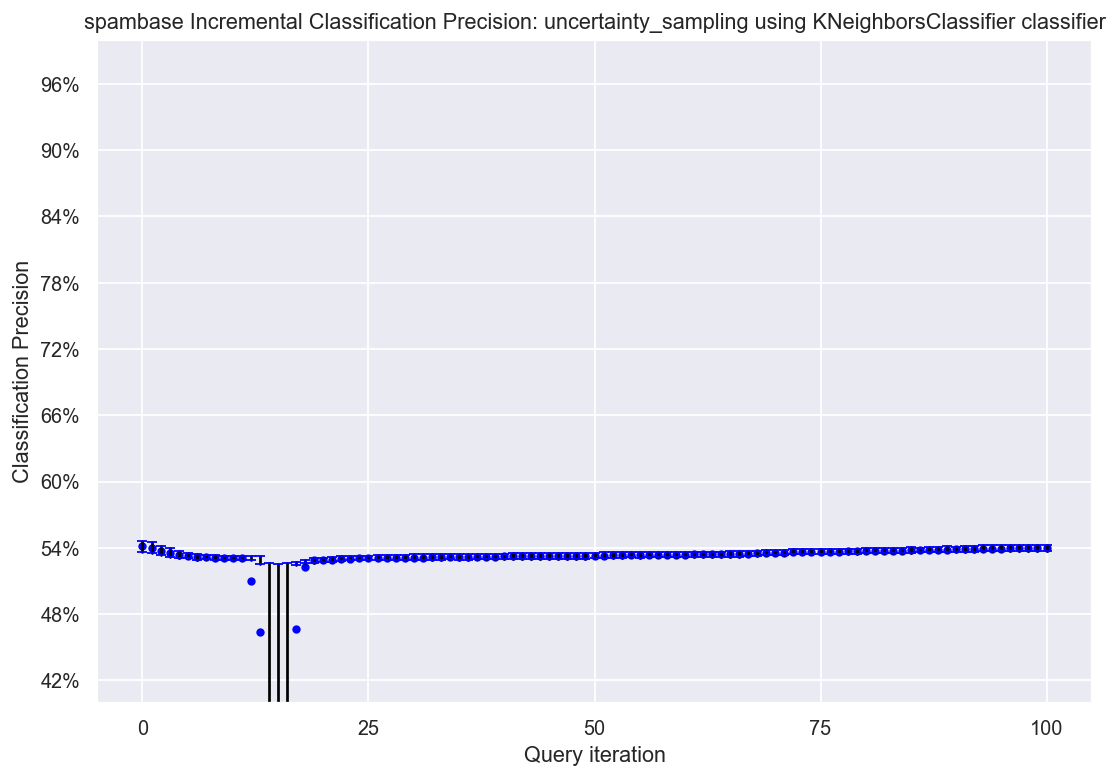 spambase Incremental Classification Precision: uncertainty_sampling using KNeighborsClassifier classifier
96%
90%
84%
78%
72%
66%
60%
54%
48%
42%
Classification Precision
0 25 50 75 100
Query iteration